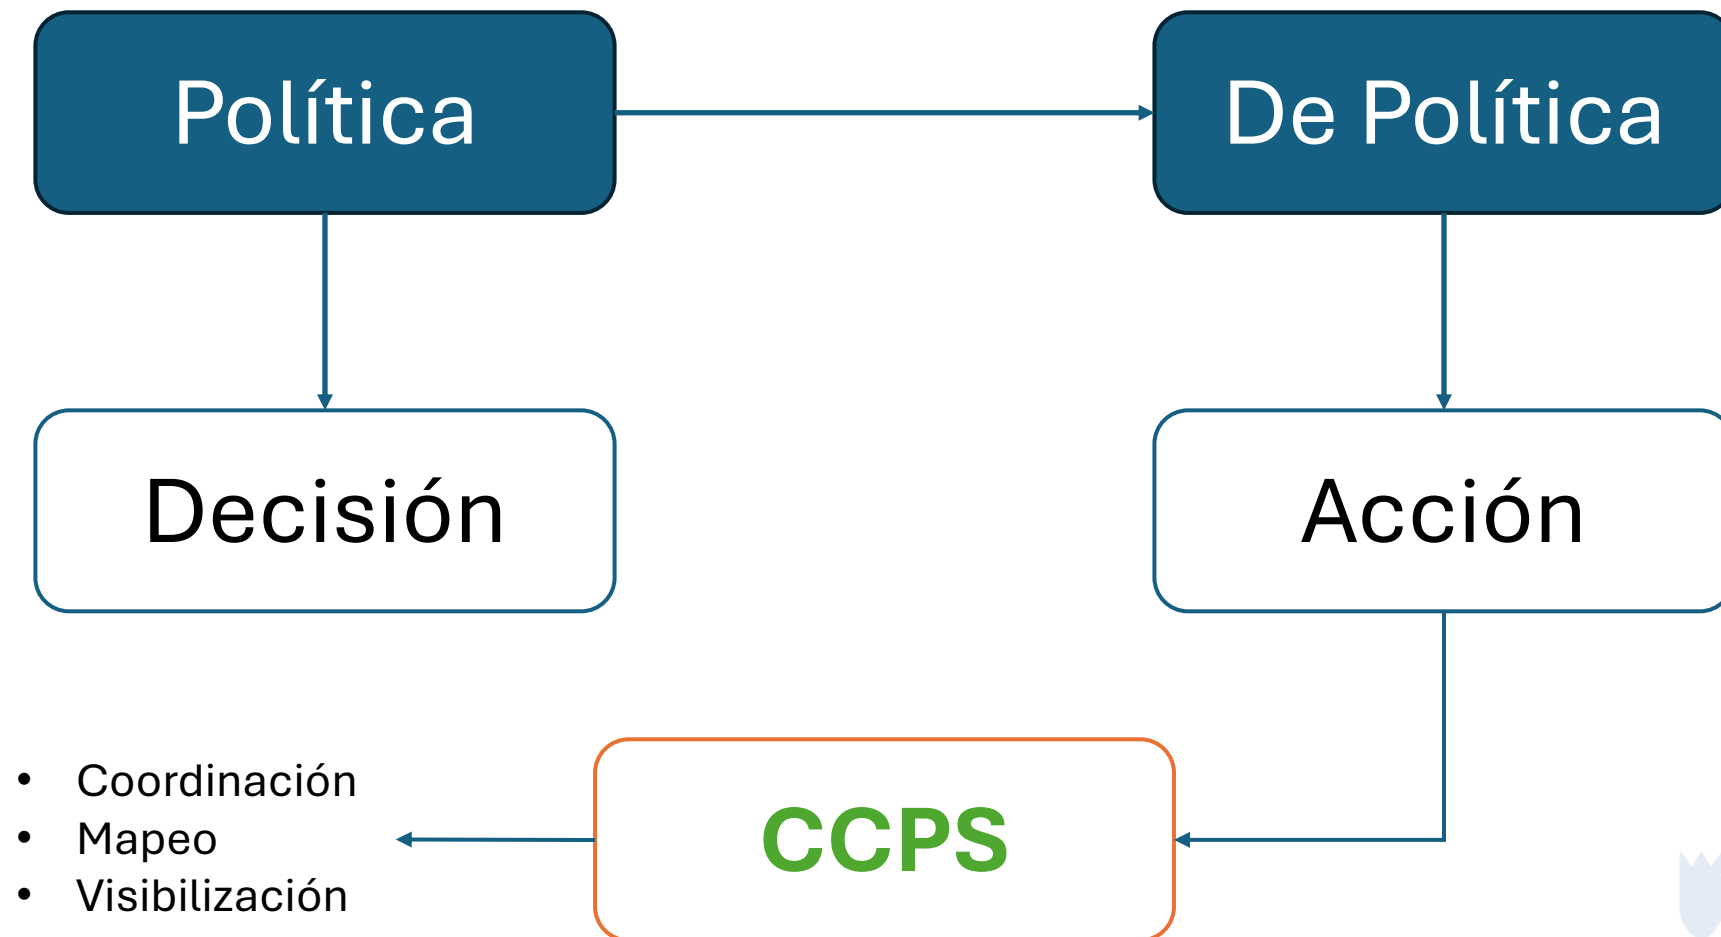 Política
De Política
Decisión
Acción
• Coordinación
• Mapeo
• Visibilización
CCPS